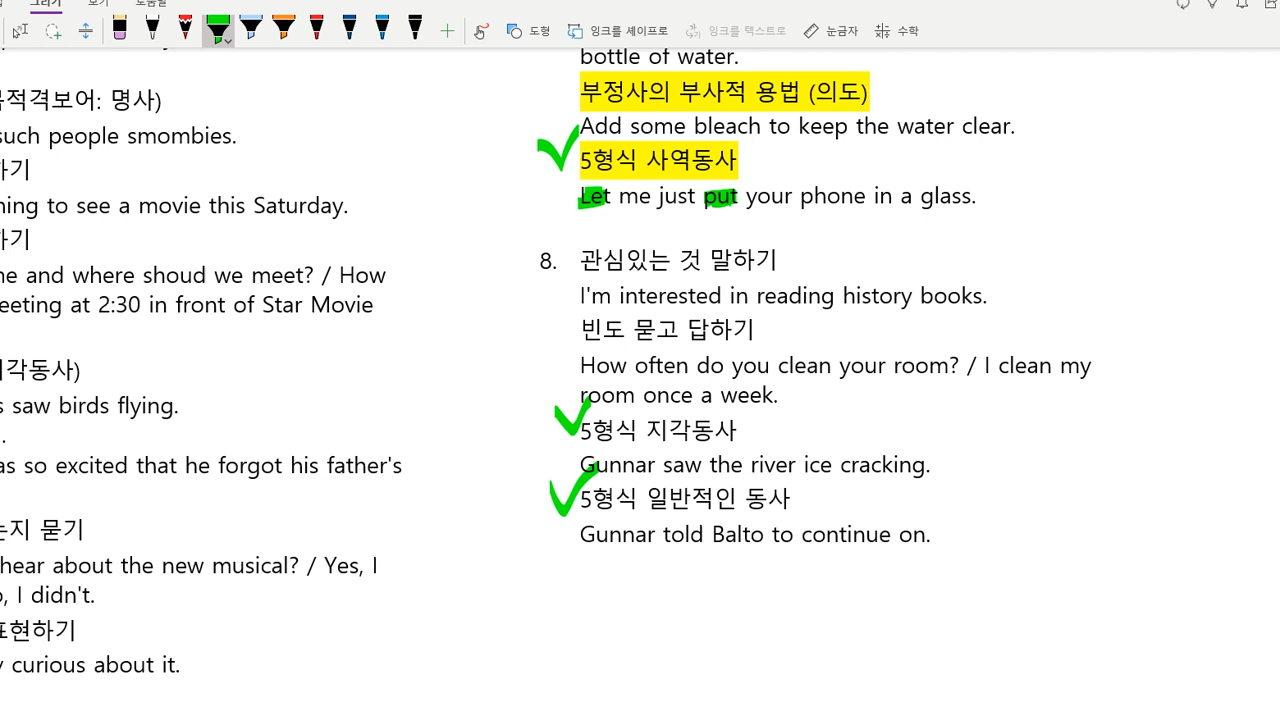 그리기 보기 도움말
도형 잉크를 셰이프로 잉크를 텍스트로 눈금자 수학
목적격보어: 명사)
such people smombies.
하기
ning to see a movie this Saturday.
하기
ne and where shoud we meet? / How
eeting at 2:30 in front of Star Movie
지각동사)
s saw birds flying.
.
as so excited that he forgot his father's
는지 묻기
hear about the new musical? / Yes, I
o, I didn't.
표현하기
y curious about it.
bottle of water.
부정사의 부사적 용법 (의도)
Add some bleach to keep the water clear.
5형식 사역동사
Let me just put your phone in a glass.
8. 관심있는 것 말하기
I'm interested in reading history books.
빈도 묻고 답하기
How often do you clean your room? / I clean my
room once a week.
5형식 지각동사
Gunnar saw the river ice cracking.
5형식 일반적인 동사
Gunnar told Balto to continue on.